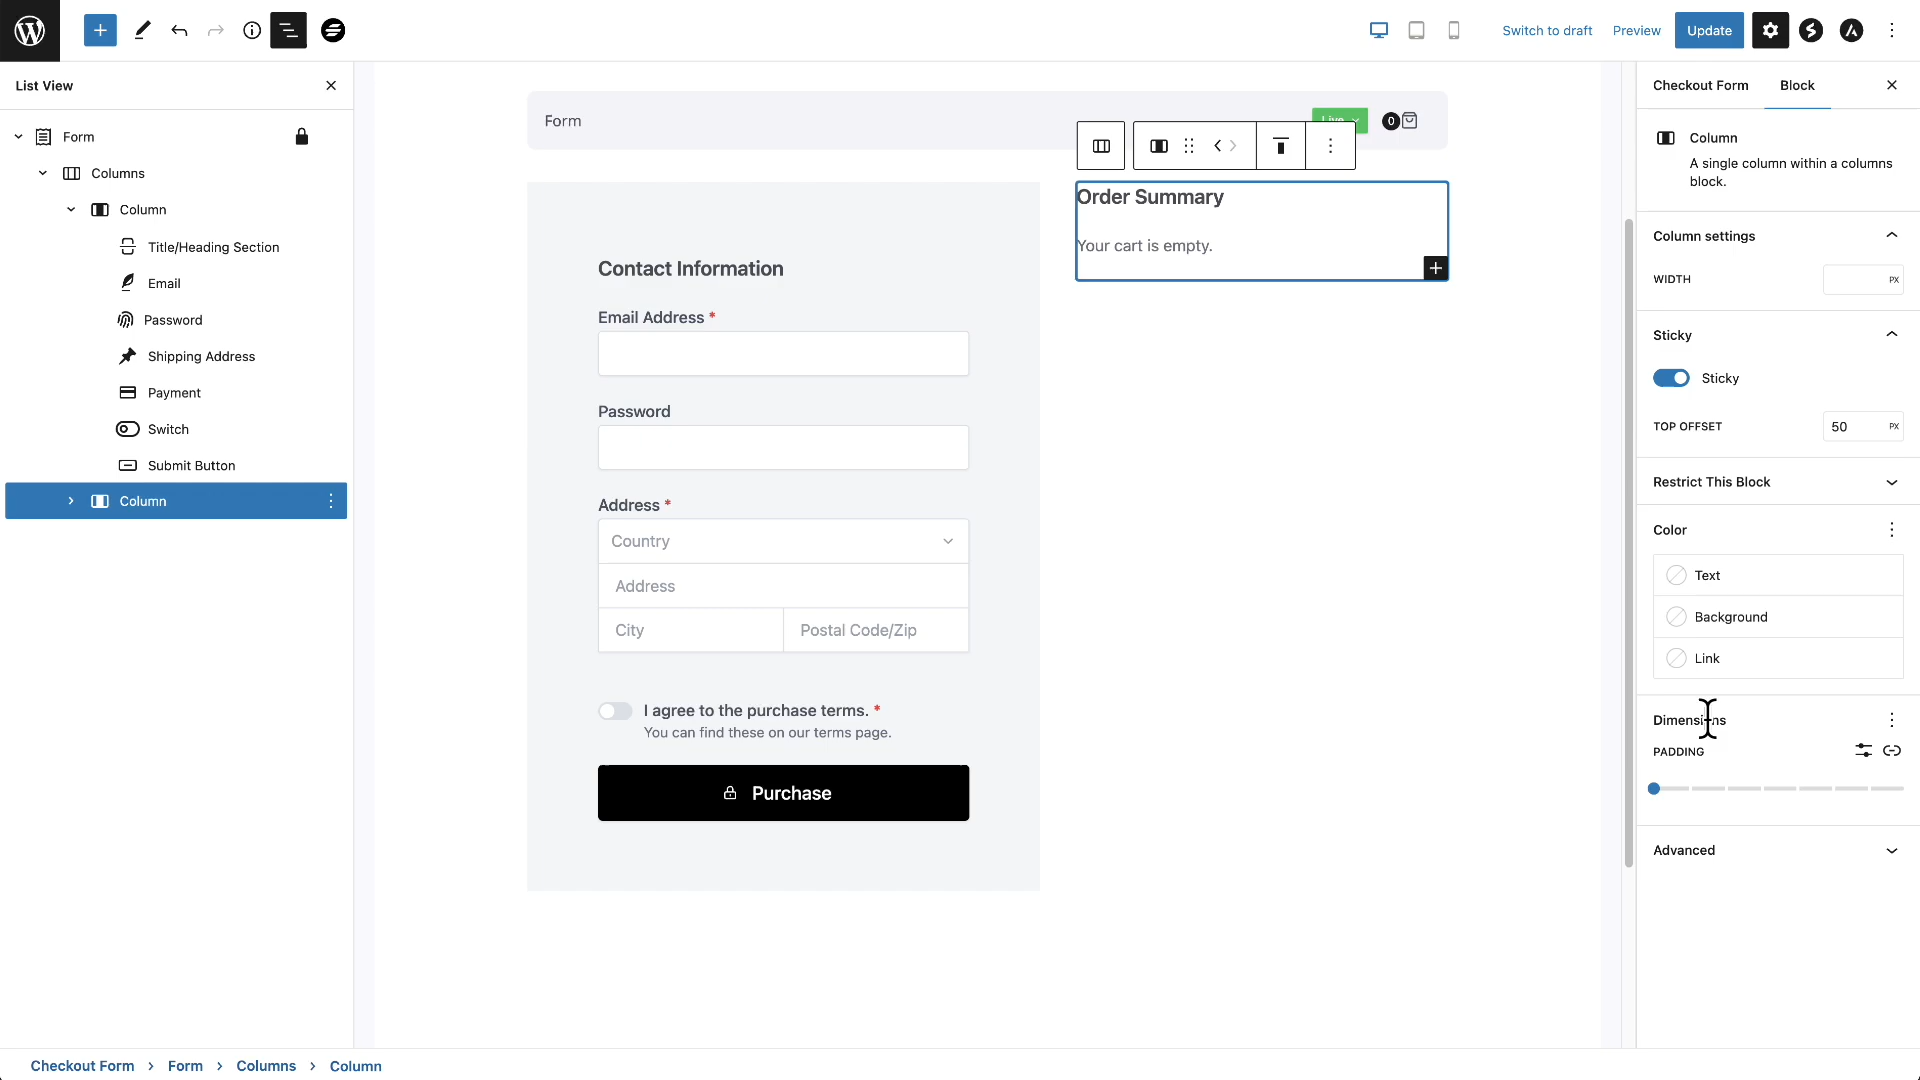 Switch to draft
Preview
Update
List View
Form
Columns
Column
Title/Heading Section
Email
Password
Shipping Address
Payment
Switch
Submit Button
Column
Form
Live
0
Order Summary
Your cart is empty.
Contact Information
Email Address *
Password
Address *
Country
Address
City
Postal Code/Zip
I agree to the purchase terms. *
You can find these on our terms page.
Purchase
Checkout Form
Block
Column
A single column within a columns
block.
Column settings
WIDTH
PX
Sticky
Sticky
TOP OFFSET
50
PX
Restrict This Block
Color
Text
Background
Link
Dimensions
PADDING
Advanced
Checkout Form > Form > Columns > Column